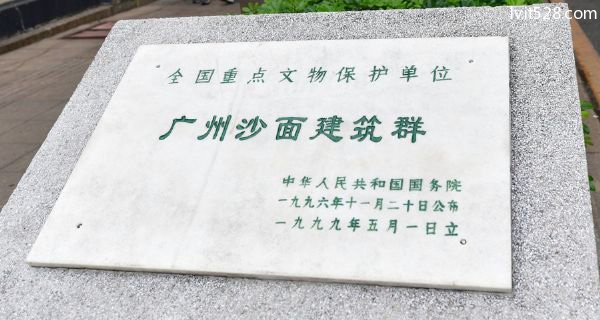 lvit528.com
全国重点文物保护单位
广州沙面建筑群
中华人民共和国国务院
一九九六年十一月二十日公布
一九九九年五月一日立